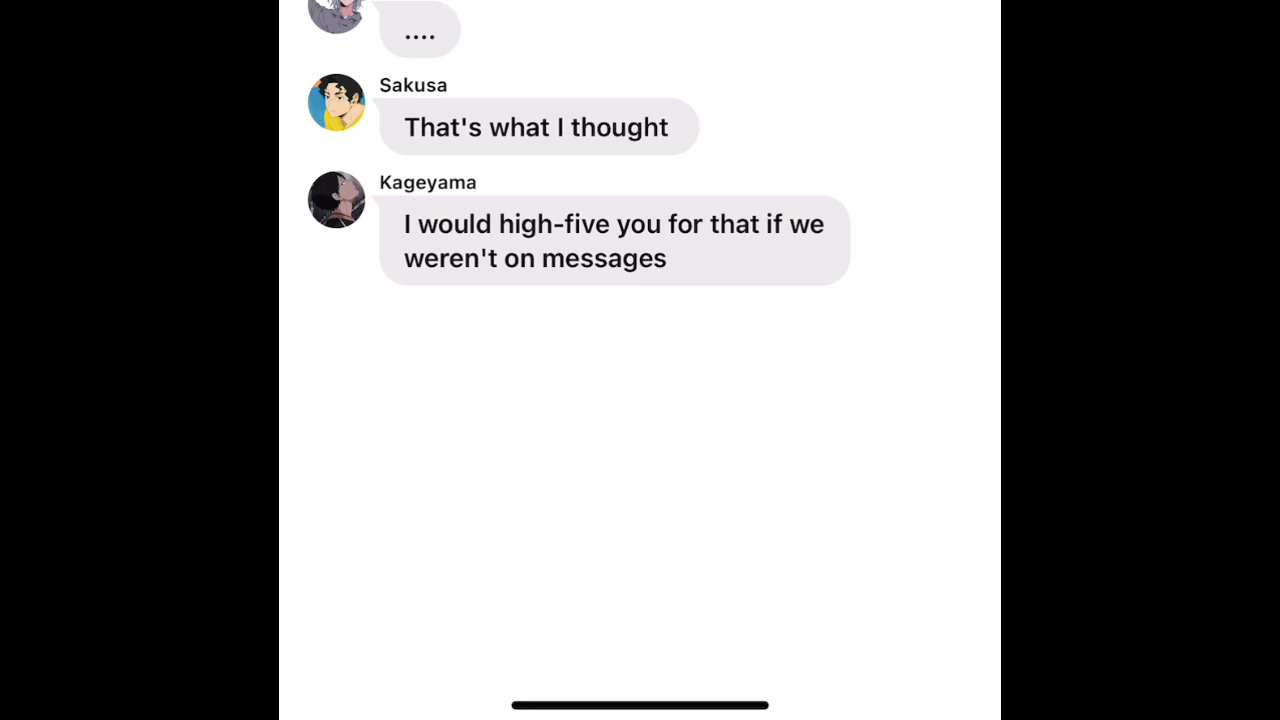 ....
Sakusa
That's what I thought
Kageyama
I would high-five you for that if we
weren't on messages